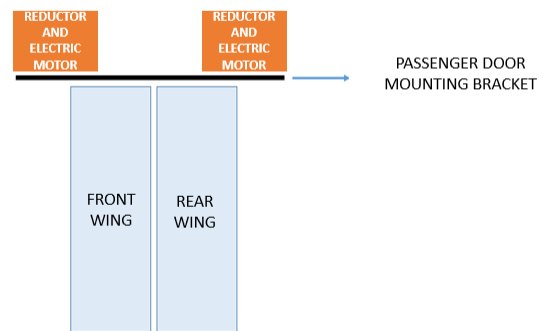 REDUCTOR
AND
ELECTRIC
MOTOR
REDUCTOR
AND
ELECTRIC
MOTOR
PASSENGER DOOR
MOUNTING BRACKET
FRONT
WING
REAR
WING